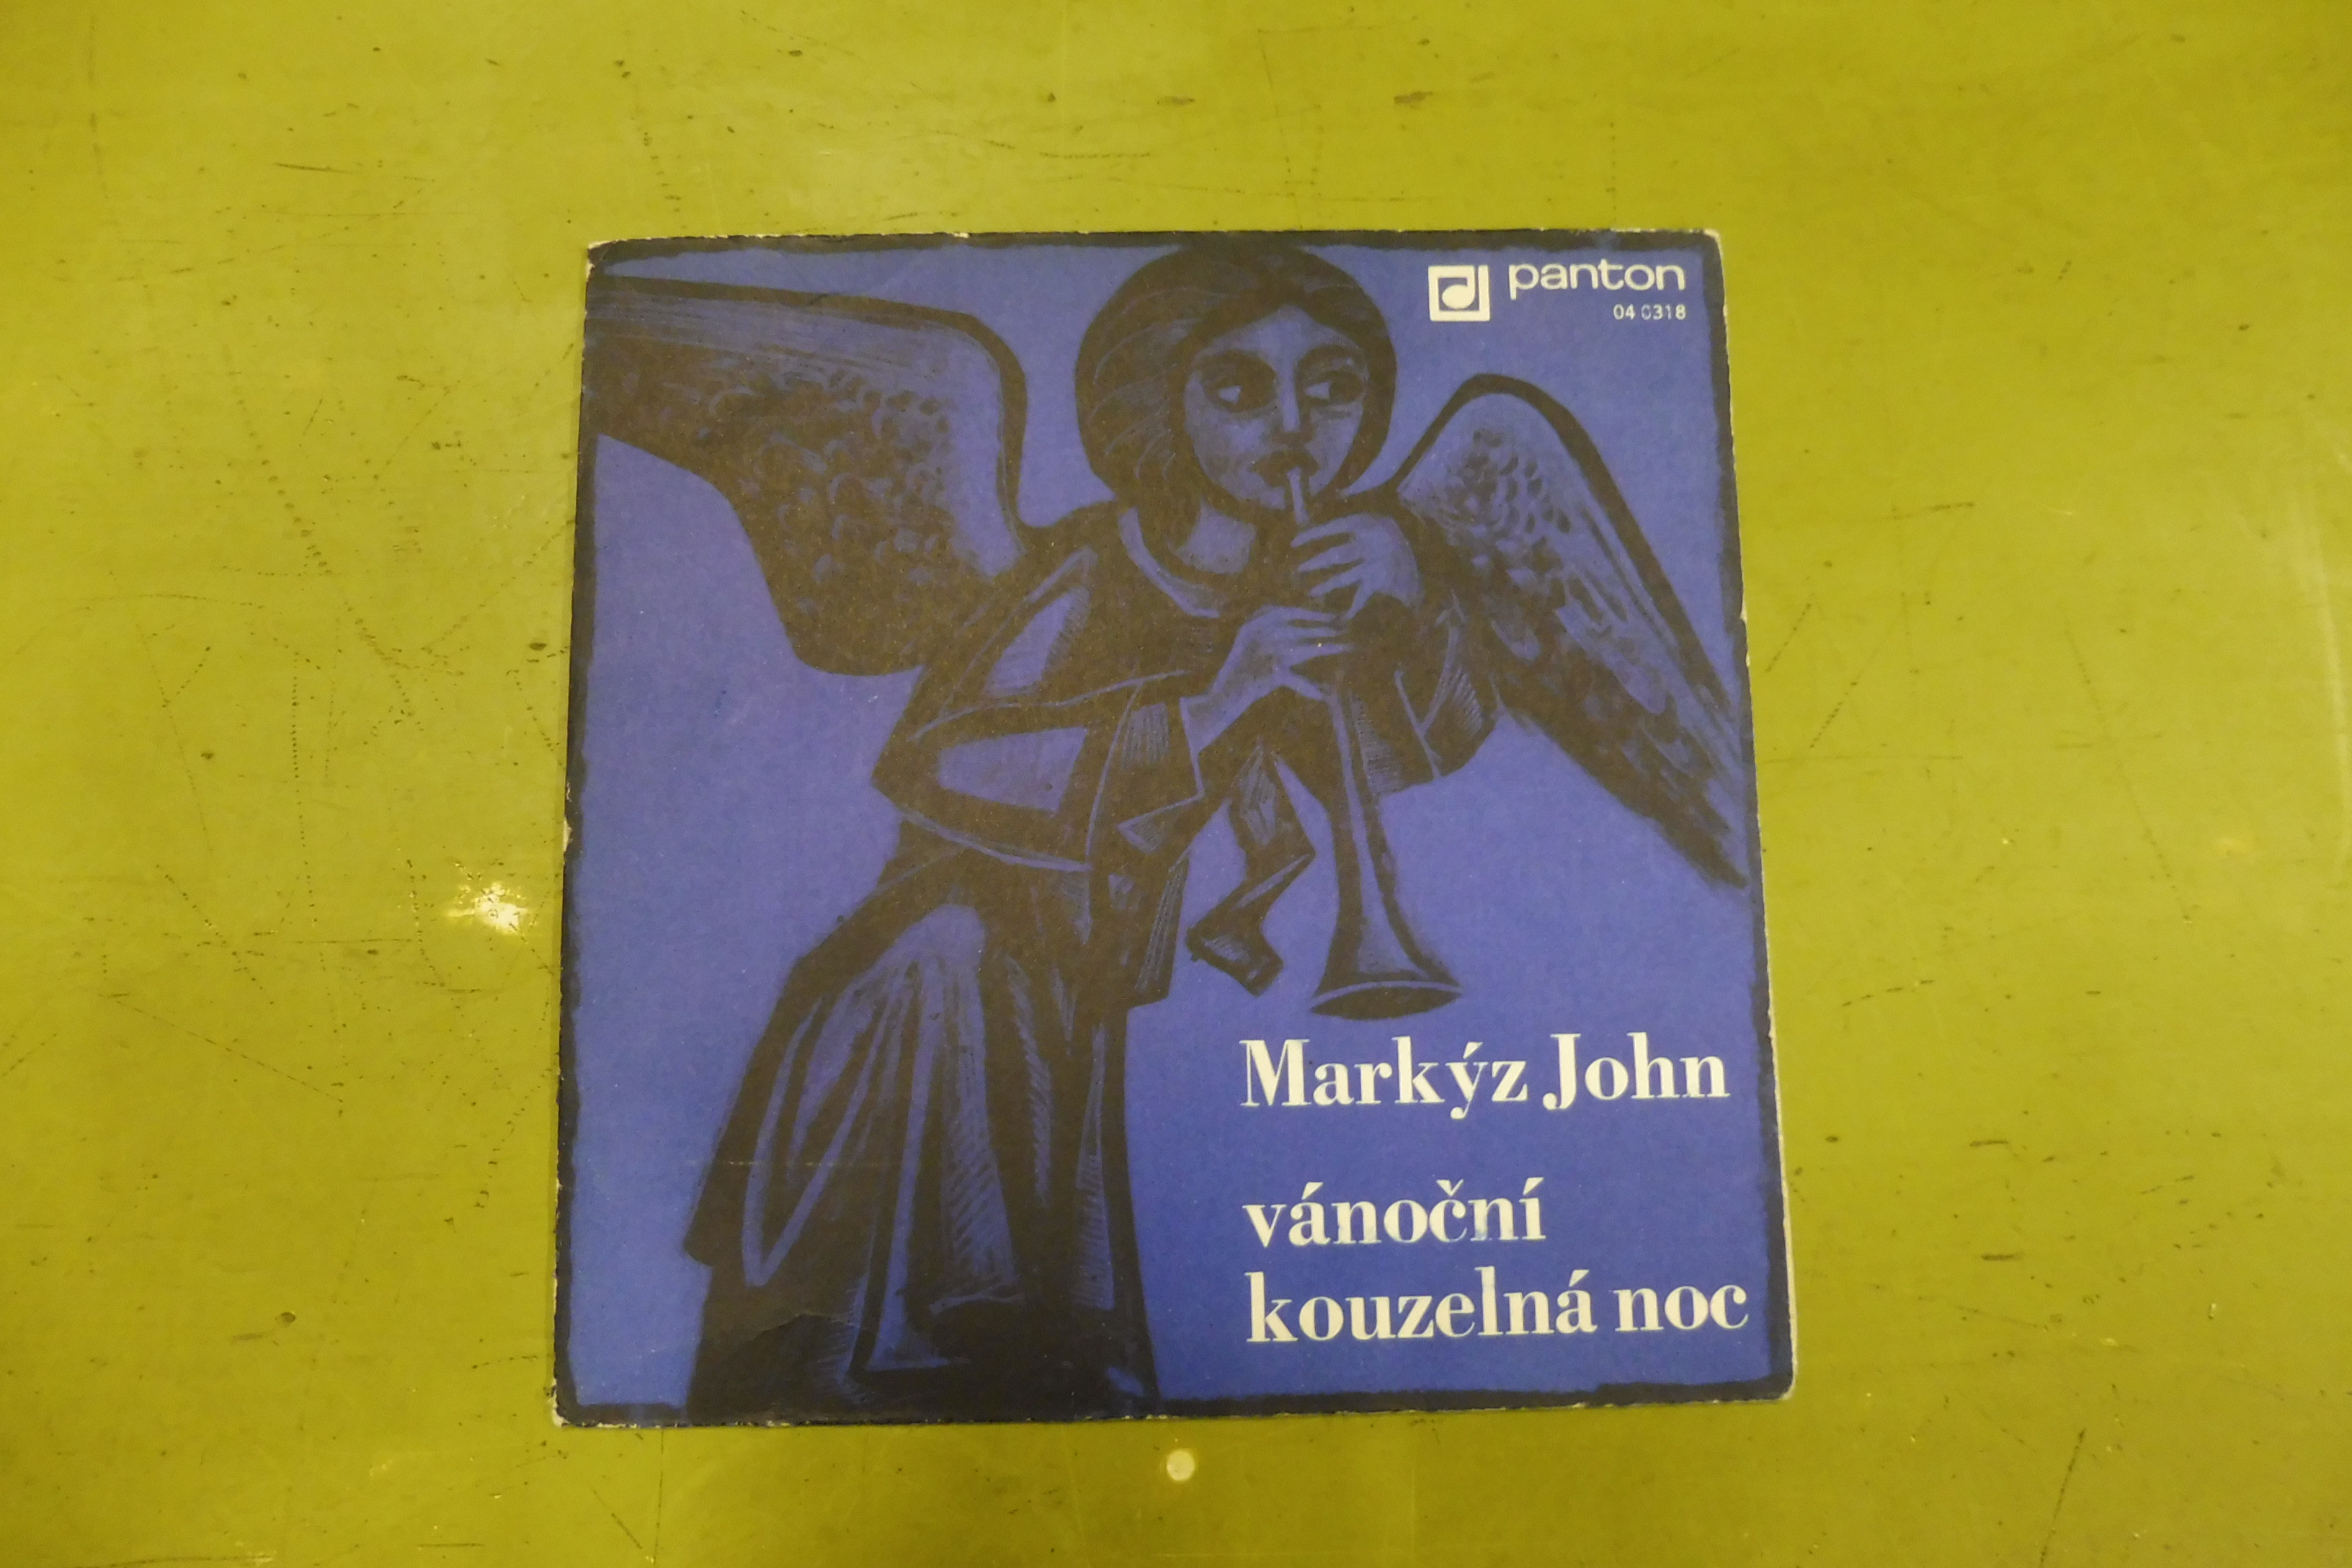 panton
04 0318
Markýz John
vánoční
kouzelná noc